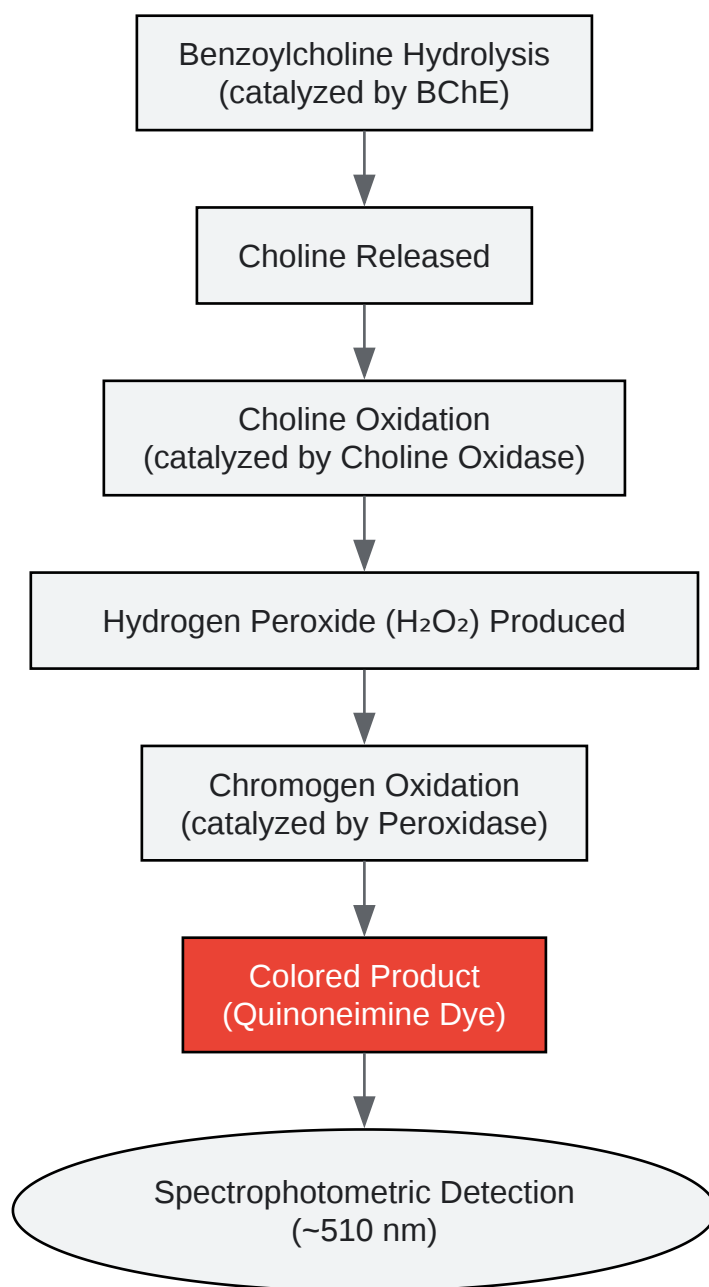 Benzoylcholine Hydrolysis
(catalyzed by BChE)
Choline Released
Choline Oxidation
(catalyzed by Choline Oxidase)
Hydrogen Peroxide (H₂O₂) Produced
Chromogen Oxidation
(catalyzed by Peroxidase)
Colored Product
(Quinoneimine Dye)
Spectrophotometric Detection
(~510 nm)